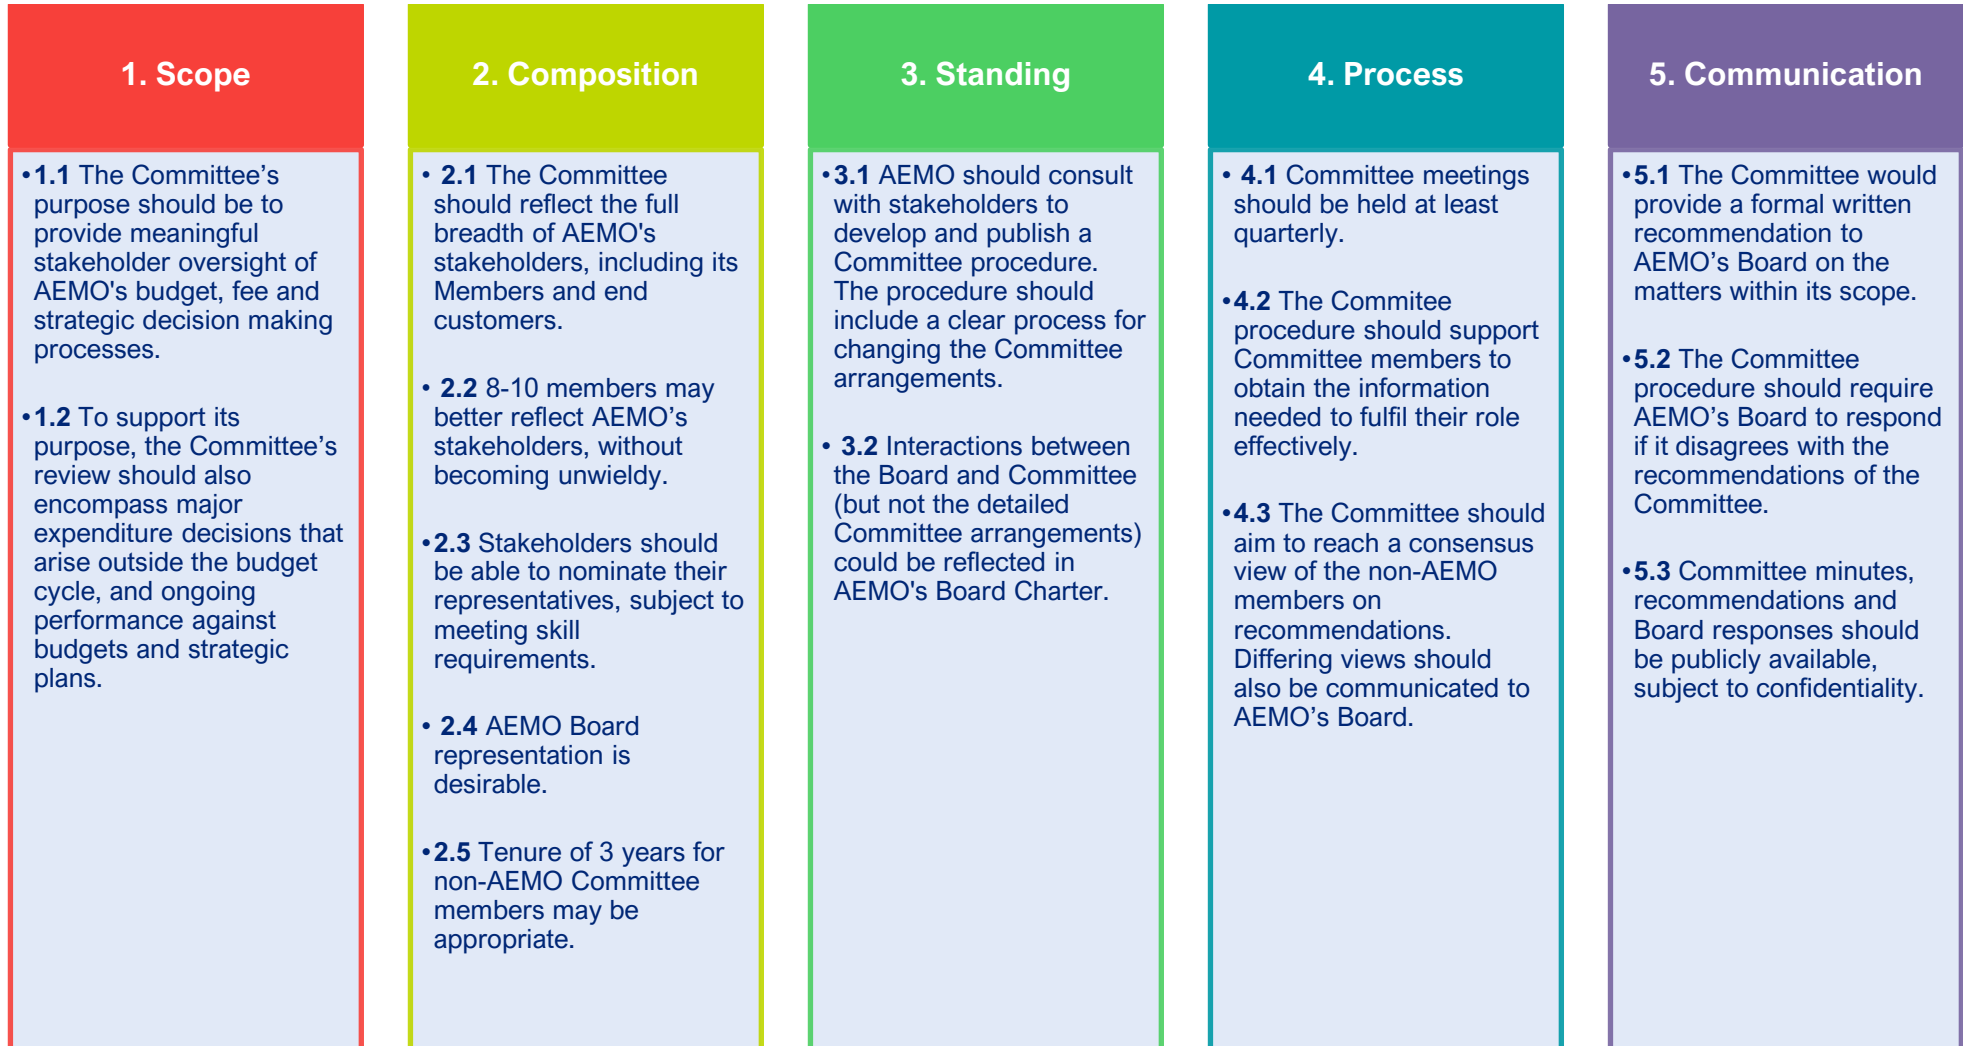 1. Scope
•1.1 The Committee’s
purpose should be to
provide meaningful
stakeholder oversight of
AEMO's budget, fee and
strategic decision making
processes.
•1.2 To support its
purpose, the Committee’s
review should also
encompass major
expenditure decisions that
arise outside the budget
cycle, and ongoing
performance against
budgets and strategic
plans.
2. Composition
• 2.1 The Committee
should reflect the full
breadth of AEMO's
stakeholders, including its
Members and end
customers.
• 2.2 8-10 members may
better reflect AEMO’s
stakeholders, without
becoming unwieldy.
•2.3 Stakeholders should
be able to nominate their
representatives, subject to
meeting skill
requirements.
• 2.4 AEMO Board
representation is
desirable.
•2.5 Tenure of 3 years for
non-AEMO Committee
members may be
appropriate.
3. Standing
•3.1 AEMO should consult
with stakeholders to
develop and publish a
Committee procedure.
The procedure should
include a clear process for
changing the Committee
arrangements.
• 3.2 Interactions between
the Board and Committee
(but not the detailed
Committee arrangements)
could be reflected in
AEMO's Board Charter.
4. Process
• 4.1 Committee meetings
should be held at least
quarterly.
•4.2 The Commitee
procedure should support
Committee members to
obtain the information
needed to fulfil their role
effectively.
•4.3 The Committee should
aim to reach a consensus
view of the non-AEMO
members on
recommendations.
Differing views should
also be communicated to
AEMO’s Board.
5. Communication
•5.1 The Committee would
provide a formal written
recommendation to
AEMO’s Board on the
matters within its scope.
•5.2 The Committee
procedure should require
AEMO’s Board to respond
if it disagrees with the
recommendations of the
Committee.
•5.3 Committee minutes,
recommendations and
Board responses should
be publicly available,
subject to confidentiality.